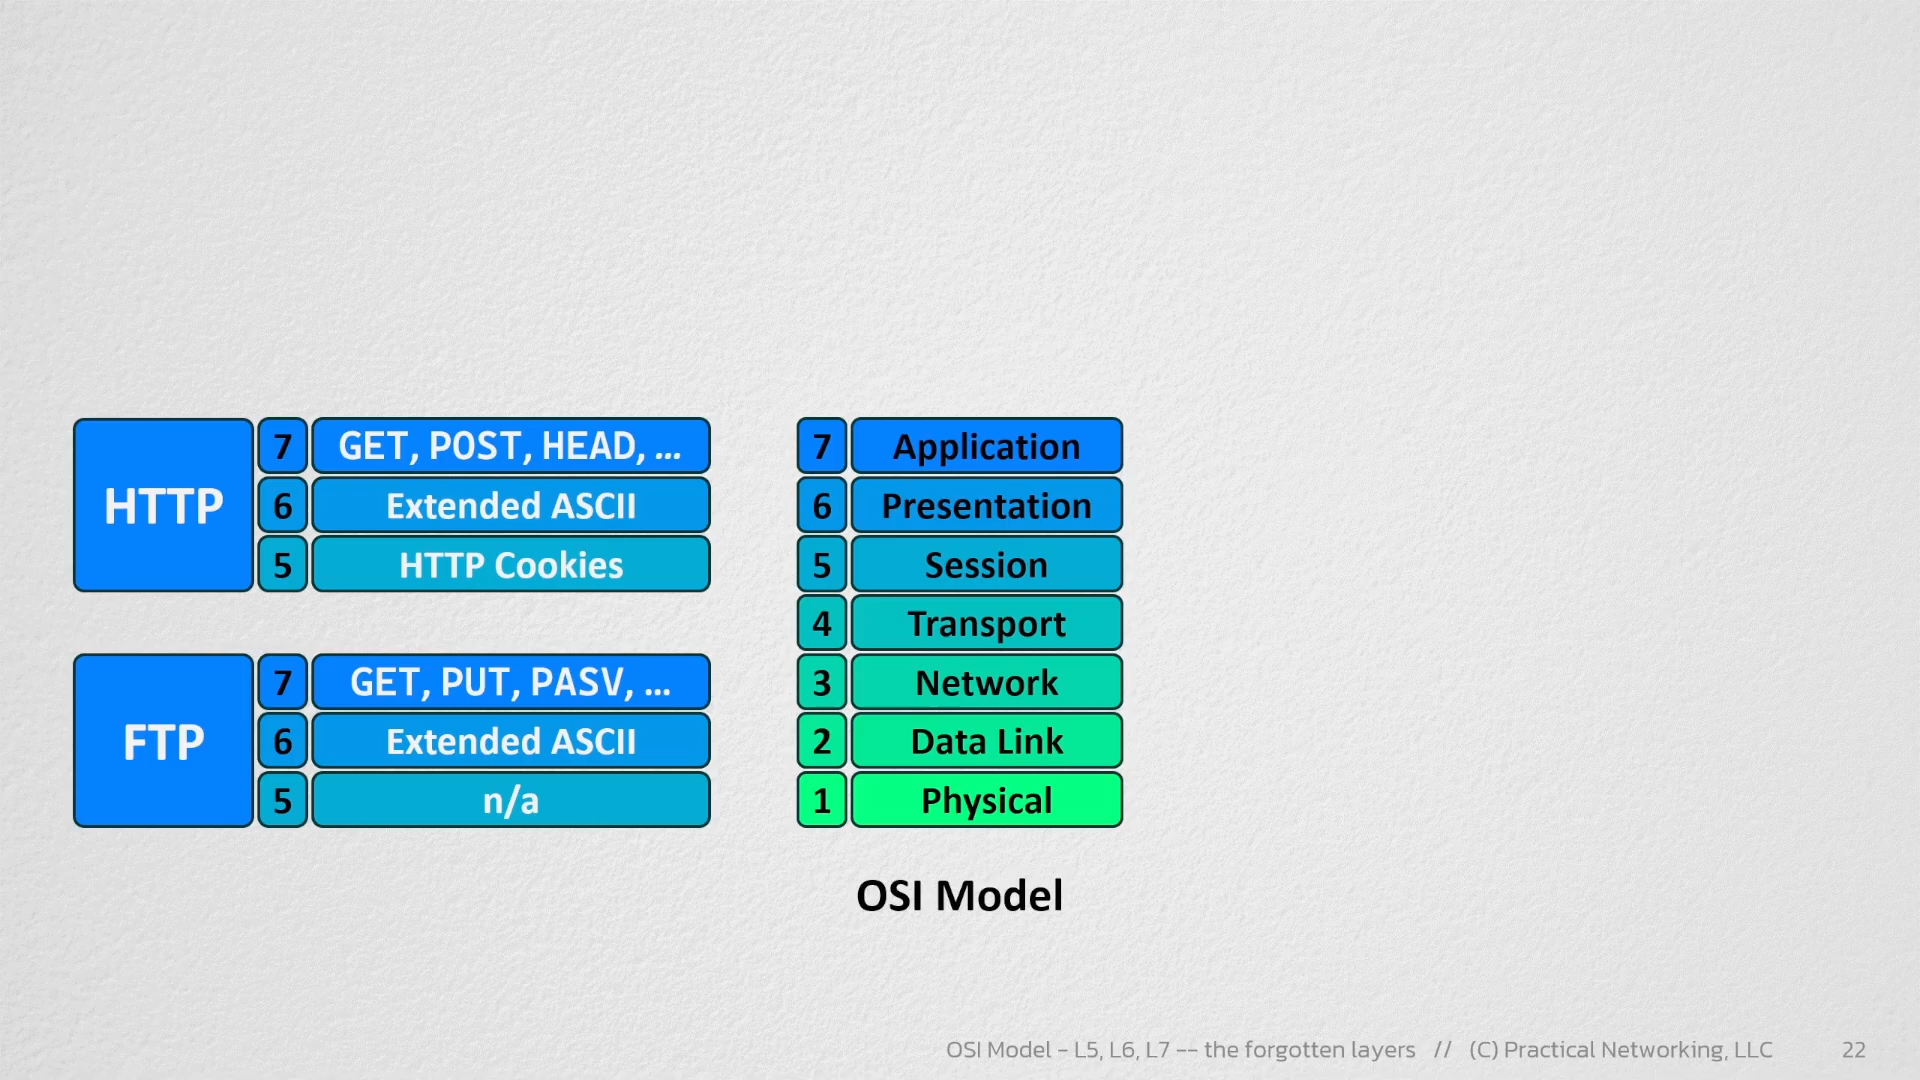 HTTP
7 GET, POST, HEAD, ...
6 Extended ASCII
5 HTTP Cookies
FTP
7 GET, PUT, PASV, ...
6 Extended ASCII
5 n/a
7 Application
6 Presentation
5 Session
4 Transport
3 Network
2 Data Link
1 Physical
OSI Model
OSI Model - L5, L6, L7 -- the forgotten layers // (C) Practical Networking, LLC 22